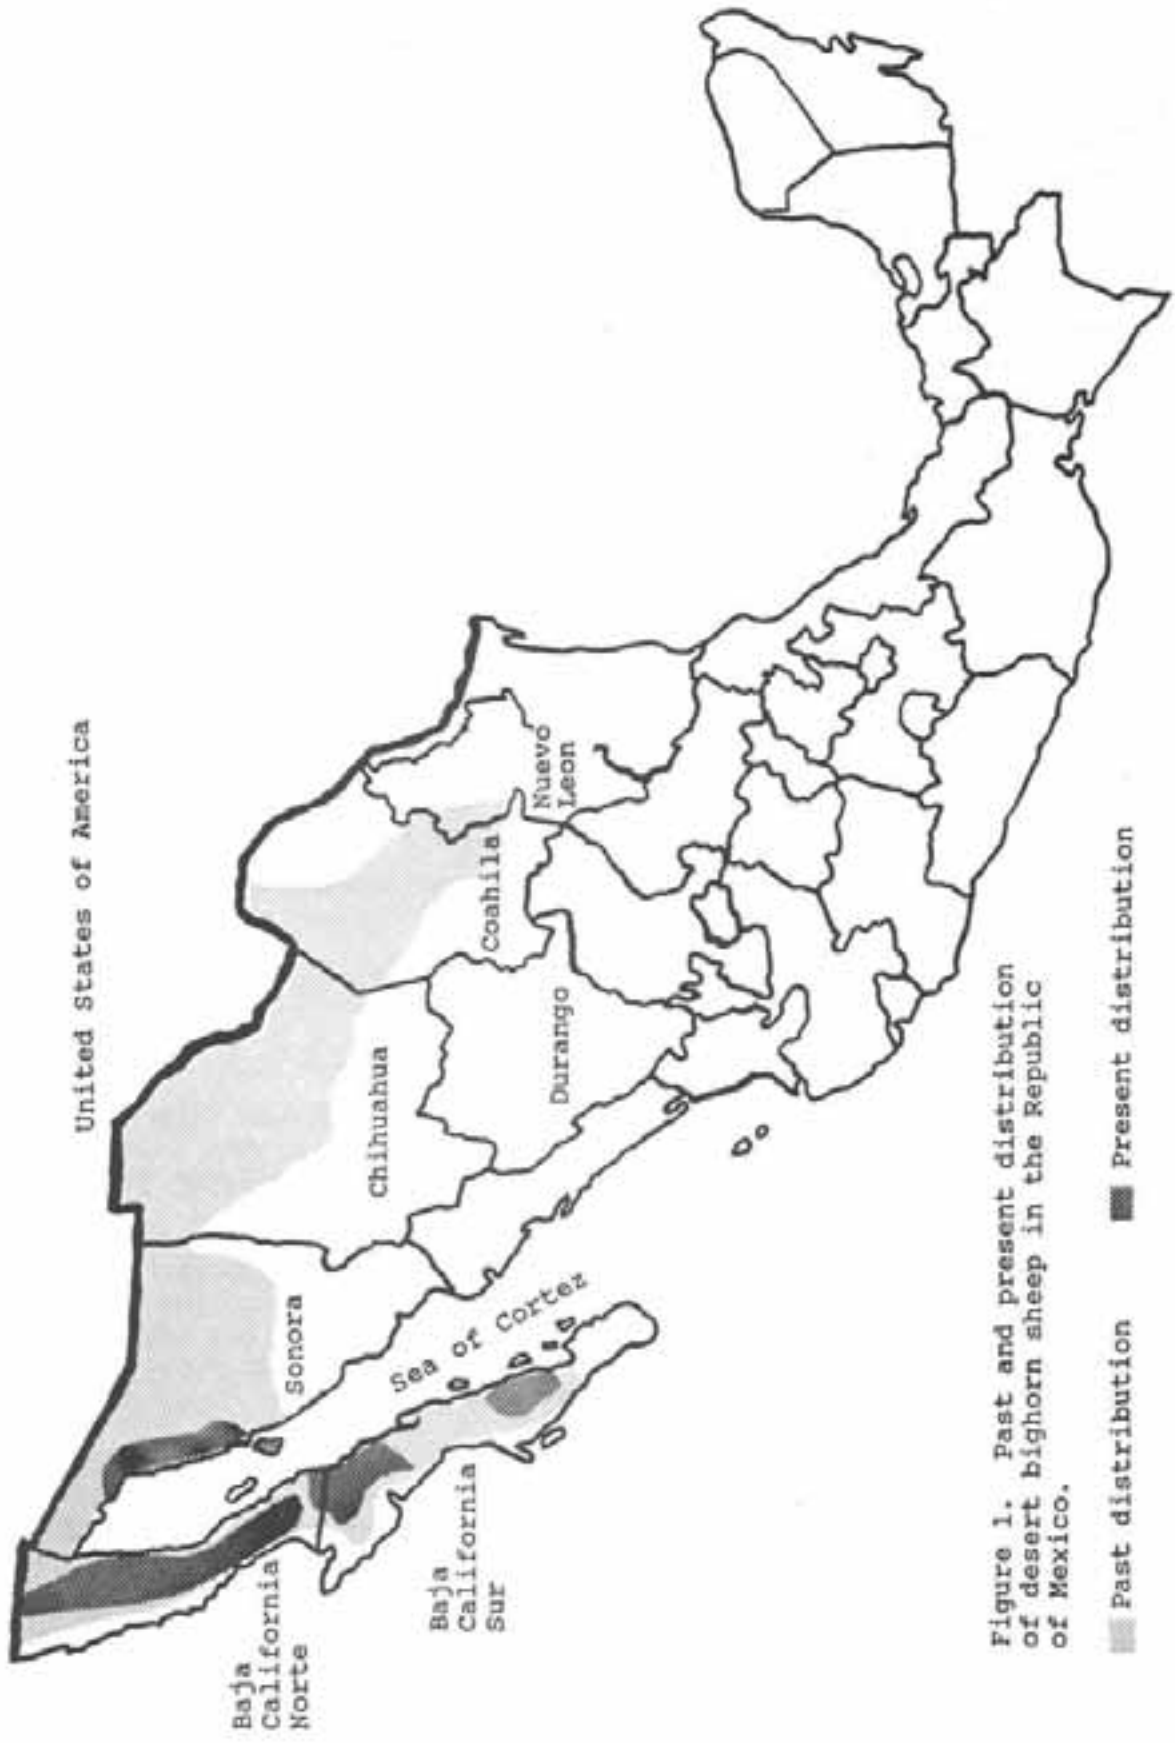 United States of America
Baja
California
Norte
Sonora
Chihuahua
Coahila
Nuevo
Leon
Durango
Sea of Cortez
Baja
California
Sur
Figure 1. Past and present distribution
of desert bighorn sheep in the Republic
of Mexico.
Past distribution
Present distribution